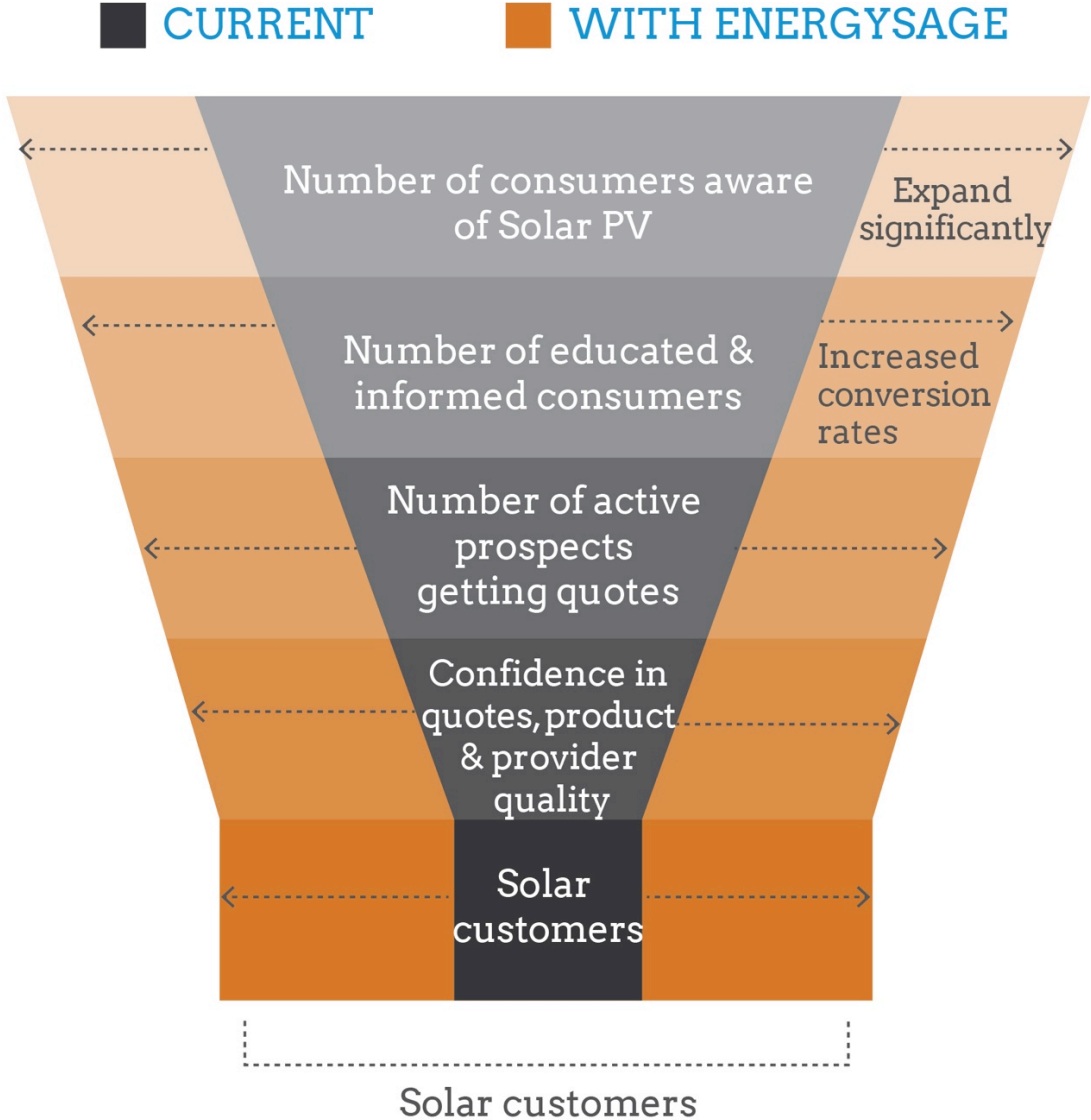 CURRENT
WITH ENERGYSAGE
Number of consumers aware
of Solar PV
Expand
significantly
Number of educated &
informed consumers
Increased
conversion
rates
Number of active
prospects
getting quotes
Confidence in
quotes, product
& provider
quality
Solar
customers
Solar customers